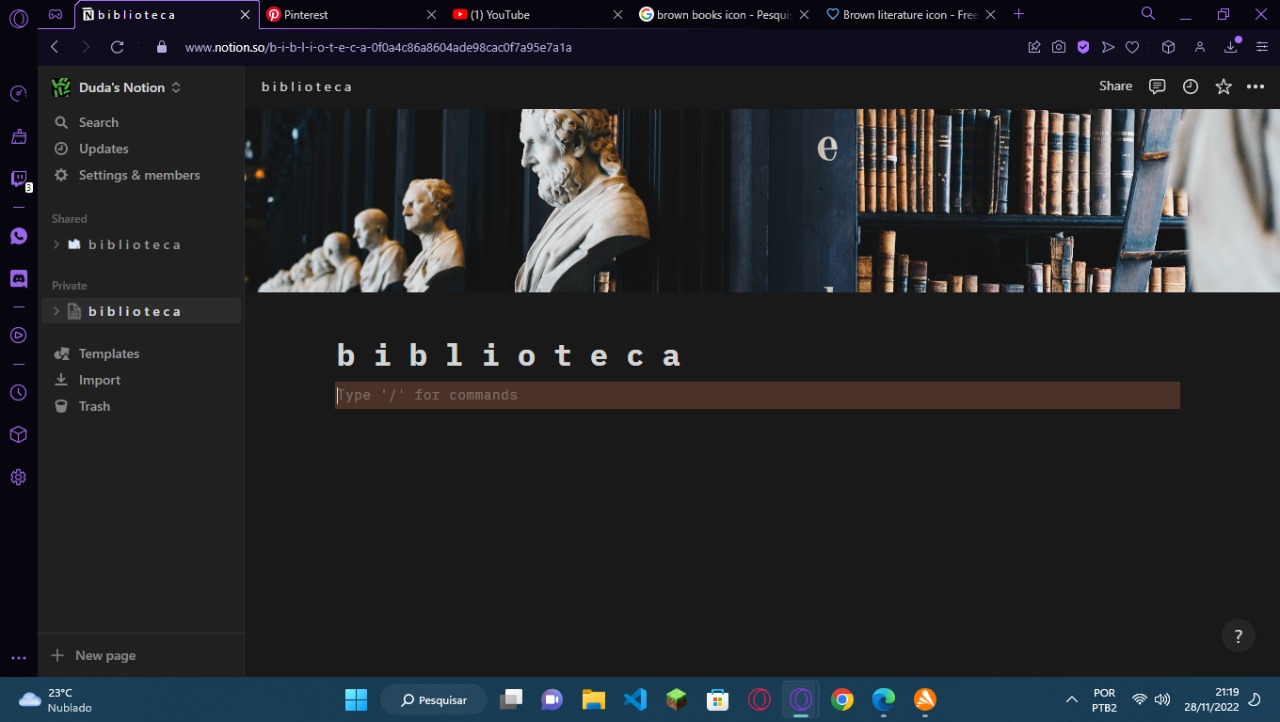 b i b l i o t e c a
Pinterest
(1) YouTube
brown books icon - Pesquis
Brown literature icon - Free
www.notion.so/b-i-b-l-i-o-t-e-c-a-0f0a4c86a8604ade98cac0f7a95e7a1a
Duda's Notion
b i b l i o t e c a
Share
Search
Updates
Settings & members
3
Shared
b i b l i o t e c a
Private
b i b l i o t e c a
Templates
Import
Trash
e
b i b l i o t e c a
Type '/' for commands
New page
?
23°C
Nublado
Pesquisar
POR
PTB2
21:19
28/11/2022